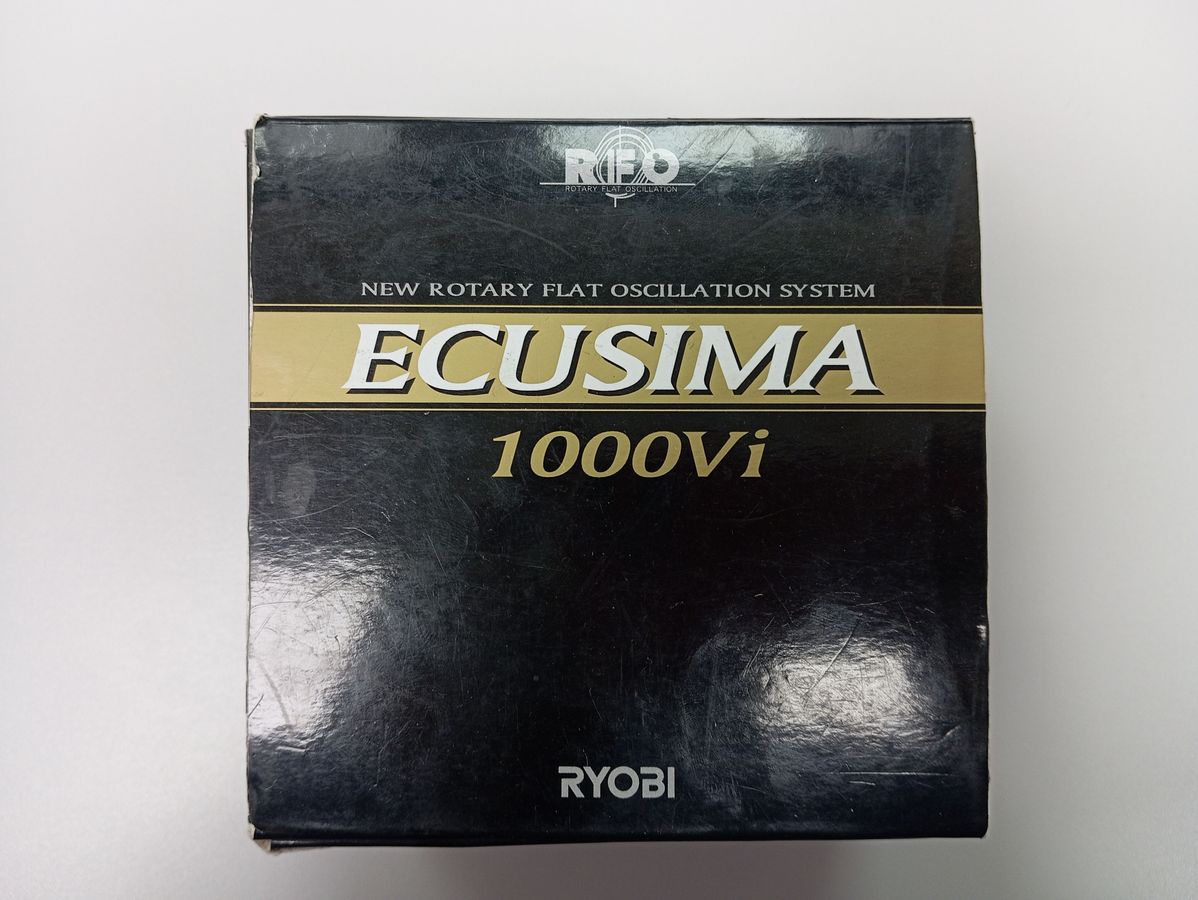 RFO
ROTARY FLAT OSCILLATION
NEW ROTARY FLAT OSCILLATION SYSTEM
ECUSIMA
1000Vi
RYOBI